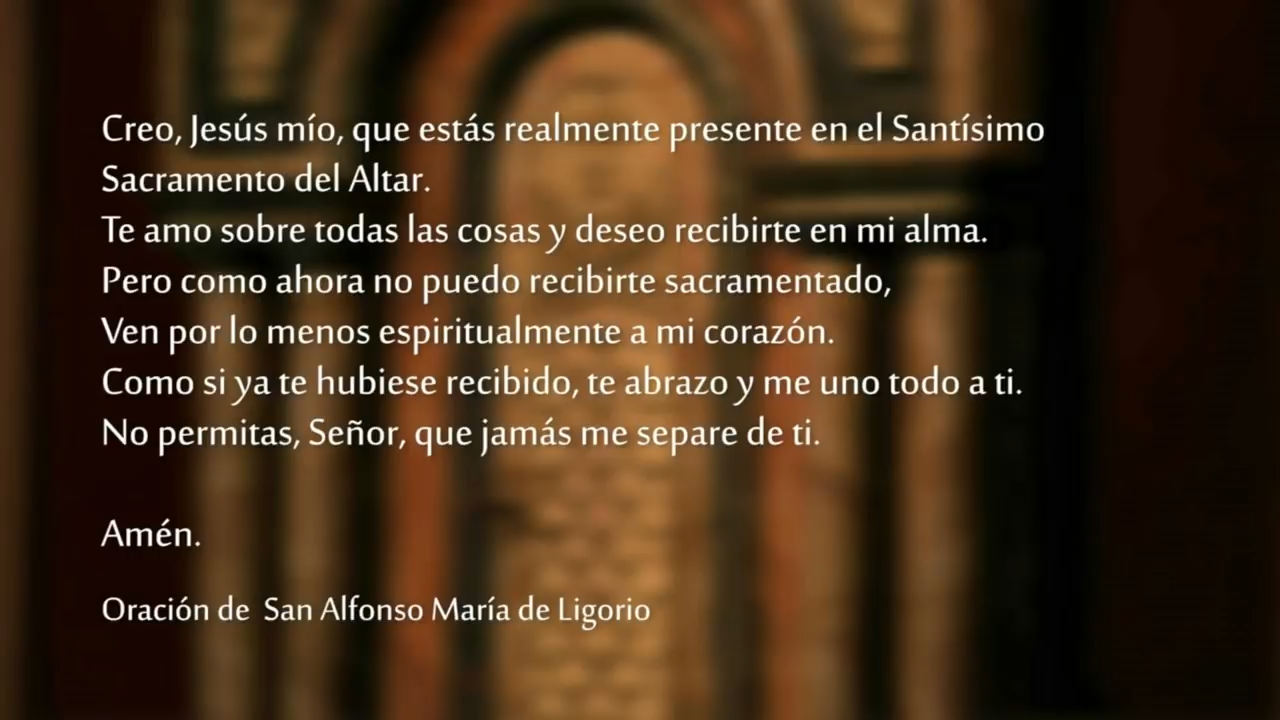 Creo, Jesús mío, que estás realmente presente en el Santísimo
Sacramento del Altar.
Te amo sobre todas las cosas y deseo recibirte en mi alma.
Pero como ahora no puedo recibirte sacramentado,
Ven por lo menos espiritualmente a mi corazón.
Como si ya te hubiese recibido, te abrazo y me uno todo a ti.
No permitas, Señor, que jamás me separe de ti.
Amén.
Oración de  San Alfonso María de Ligorio